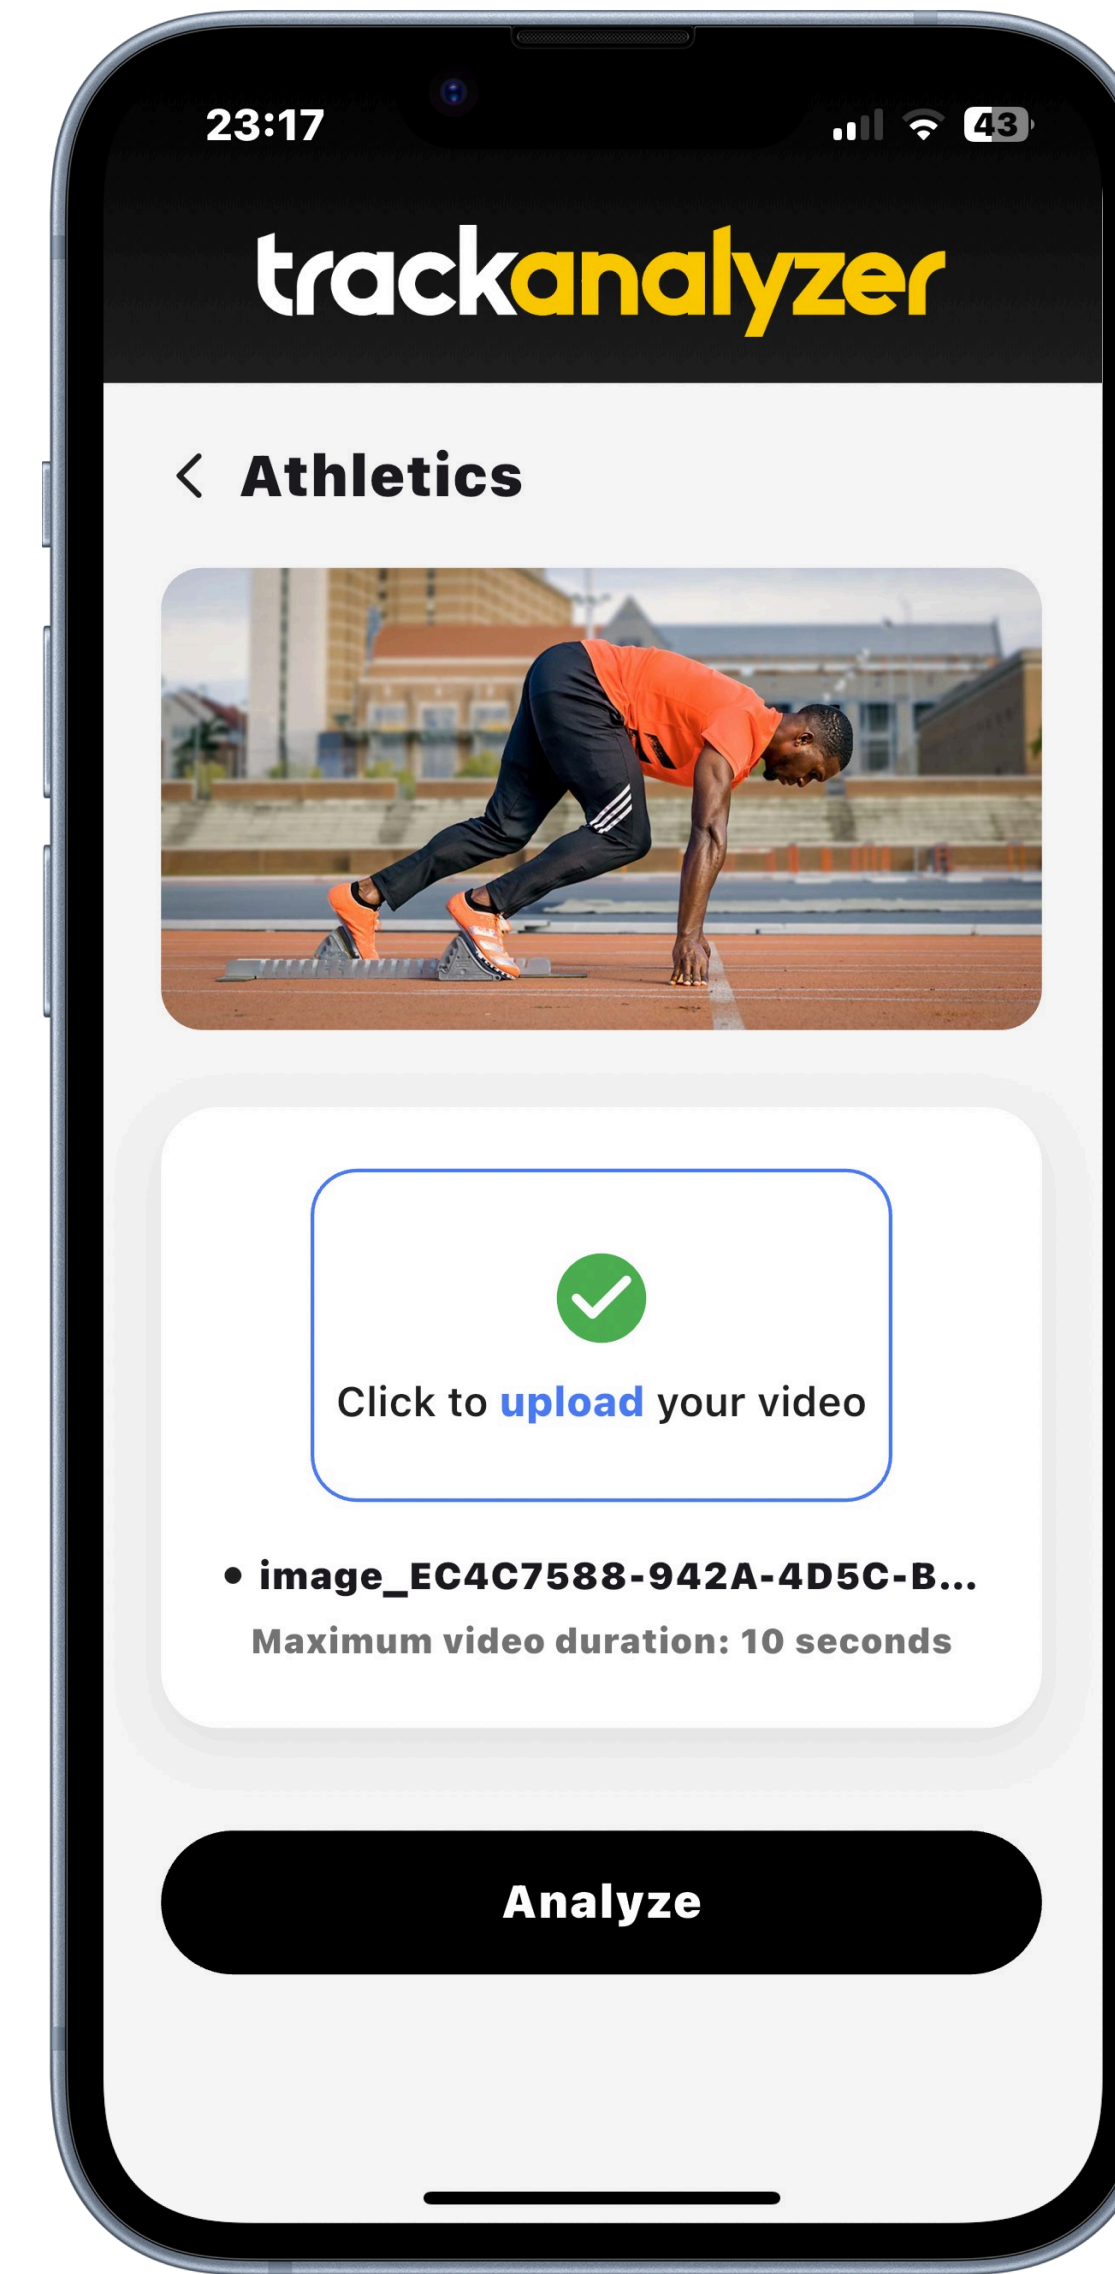 23:17
43
trackanalyzer
Athletics
Click to upload your video
• image_EC4C7588-942A-4D5C-B...
Maximum video duration: 10 seconds
Analyze